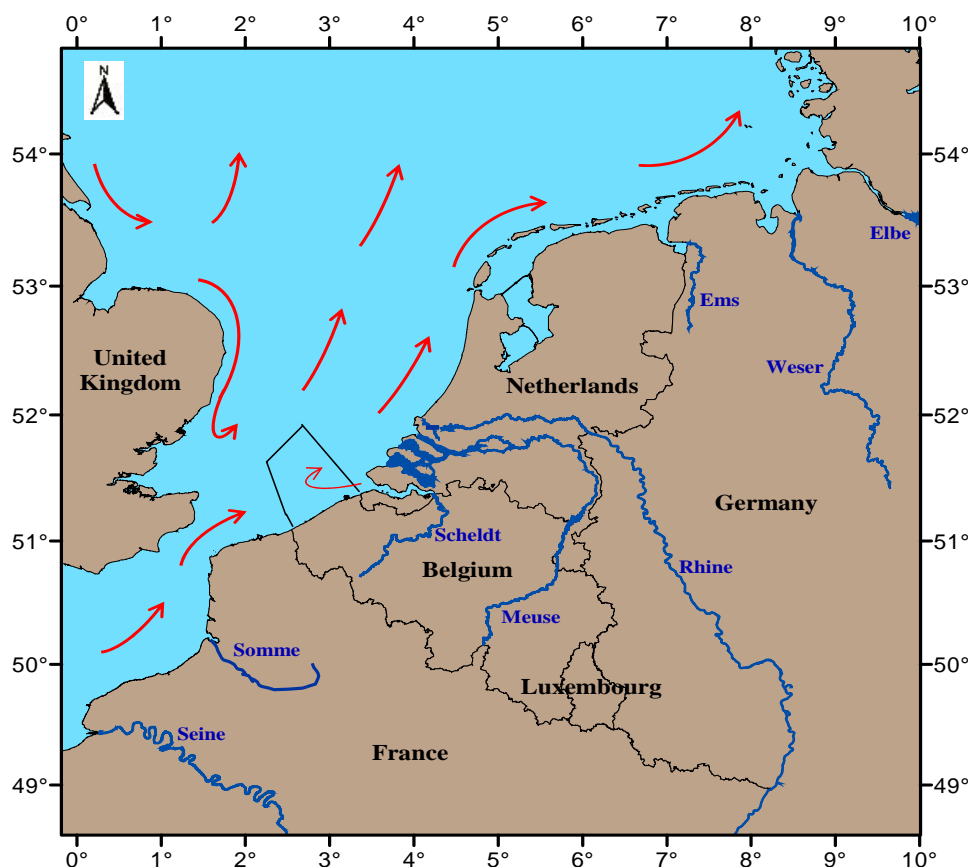 0° 1° 2° 3° 4° 5° 6° 7° 8° 9° 10°
N
54° 54°
Elbe
53° 53°
Ems
United
Kingdom
Weser
Netherlands
52° 52°
Germany
Scheldt
51° 51°
Belgium
Rhine
Meuse
Somme
50° 50°
Luxembourg
Seine
France
49° 49°
0° 1° 2° 3° 4° 5° 6° 7° 8° 9° 10°